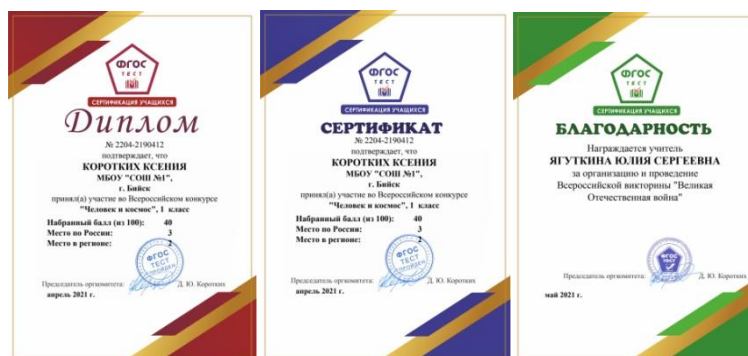 ФГОС
ТЕСТ
СЕРТИФИКАЦИЯ УЧАЩИХСЯ
Диплом
№ 2204-2190412
подтверждает, что
КОРОТКИХ КСЕНИЯ
МБОУ "СОШ №1",
г. Бийск
принял(а) участие во Всероссийском конкурсе
"Человек и космос", 1 класс
Набранный балл (из 100): 40
Место по России: 3
Место в регионе: 2
ФГОС
ТЕСТ
ПРОЙДЕН
Председатель оргкомитета: Д. Ю. Коротких
апрель 2021 г.
ФГОС
ТЕСТ
СЕРТИФИКАЦИЯ УЧАЩИХСЯ
СЕРТИФИКАТ
№ 2204-2190412
подтверждает, что
КОРОТКИХ КСЕНИЯ
МБОУ "СОШ №1",
г. Бийск
принял(а) участие во Всероссийском конкурсе
"Человек и космос", 1 класс
Набранный балл (из 100): 40
Место по России: 3
Место в регионе: 2
ФГОС
ТЕСТ
ПРОЙДЕН
Председатель оргкомитета: Д. Ю. Коротких
апрель 2021 г.
ФГОС
ТЕСТ
СЕРТИФИКАЦИЯ УЧАЩИХСЯ
БЛАГОДАРНОСТЬ
Награждается учитель
ЯГУТКИНА ЮЛИЯ СЕРГЕЕВНА
за организацию и проведение
Всероссийской викторины "Великая
Отечественная война"
Председатель оргкомитета: Д. Ю. Коротких
май 2021 г.